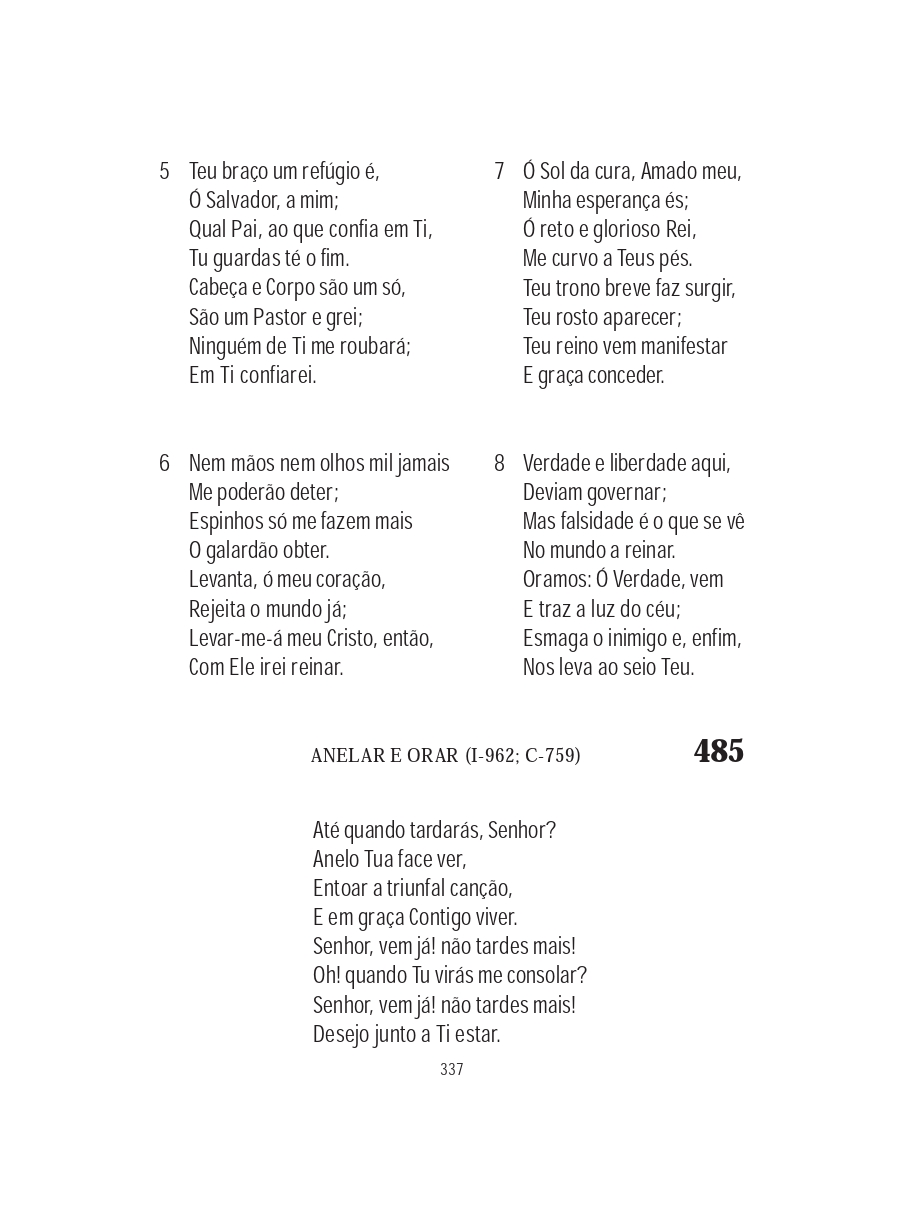 5 Teu braço um refúgio é,
Ó Salvador, a mim;
Qual Pai, ao que confia em Ti,
Tu guardas té o fim.
Cabeça e Corpo são um só,
São um Pastor e grei;
Ninguém de Ti me roubará;
Em Ti confiarei.
6 Nem mãos nem olhos mil jamais
Me poderão deter;
Espinhos só me fazem mais
O galardão obter.
Levanta, ó meu coração,
Rejeita o mundo já;
Levar-me-á meu Cristo, então,
Com Ele irei reinar.
7 Ó Sol da cura, Amado meu,
Minha esperança és;
Ó reto e glorioso Rei,
Me curvo a Teus pés.
Teu trono breve faz surgir,
Teu rosto aparecer;
Teu reino vem manifestar
E graça conceder.
8 Verdade e liberdade aqui,
Deviam governar;
Mas falsidade é o que se vê
No mundo a reinar.
Oramos: Ó Verdade, vem
E traz a luz do céu;
Esmaga o inimigo e, enfim,
Nos leva ao seio Teu.
ANELAR E ORAR (I-962; C-759) 485
Até quando tardarás, Senhor?
Anelo Tua face ver,
Entoar a triunfal canção,
E em graça Contigo viver.
Senhor, vem já! não tardes mais!
Oh! quando Tu virás me consolar?
Senhor, vem já! não tardes mais!
Desejo junto a Ti estar.
337